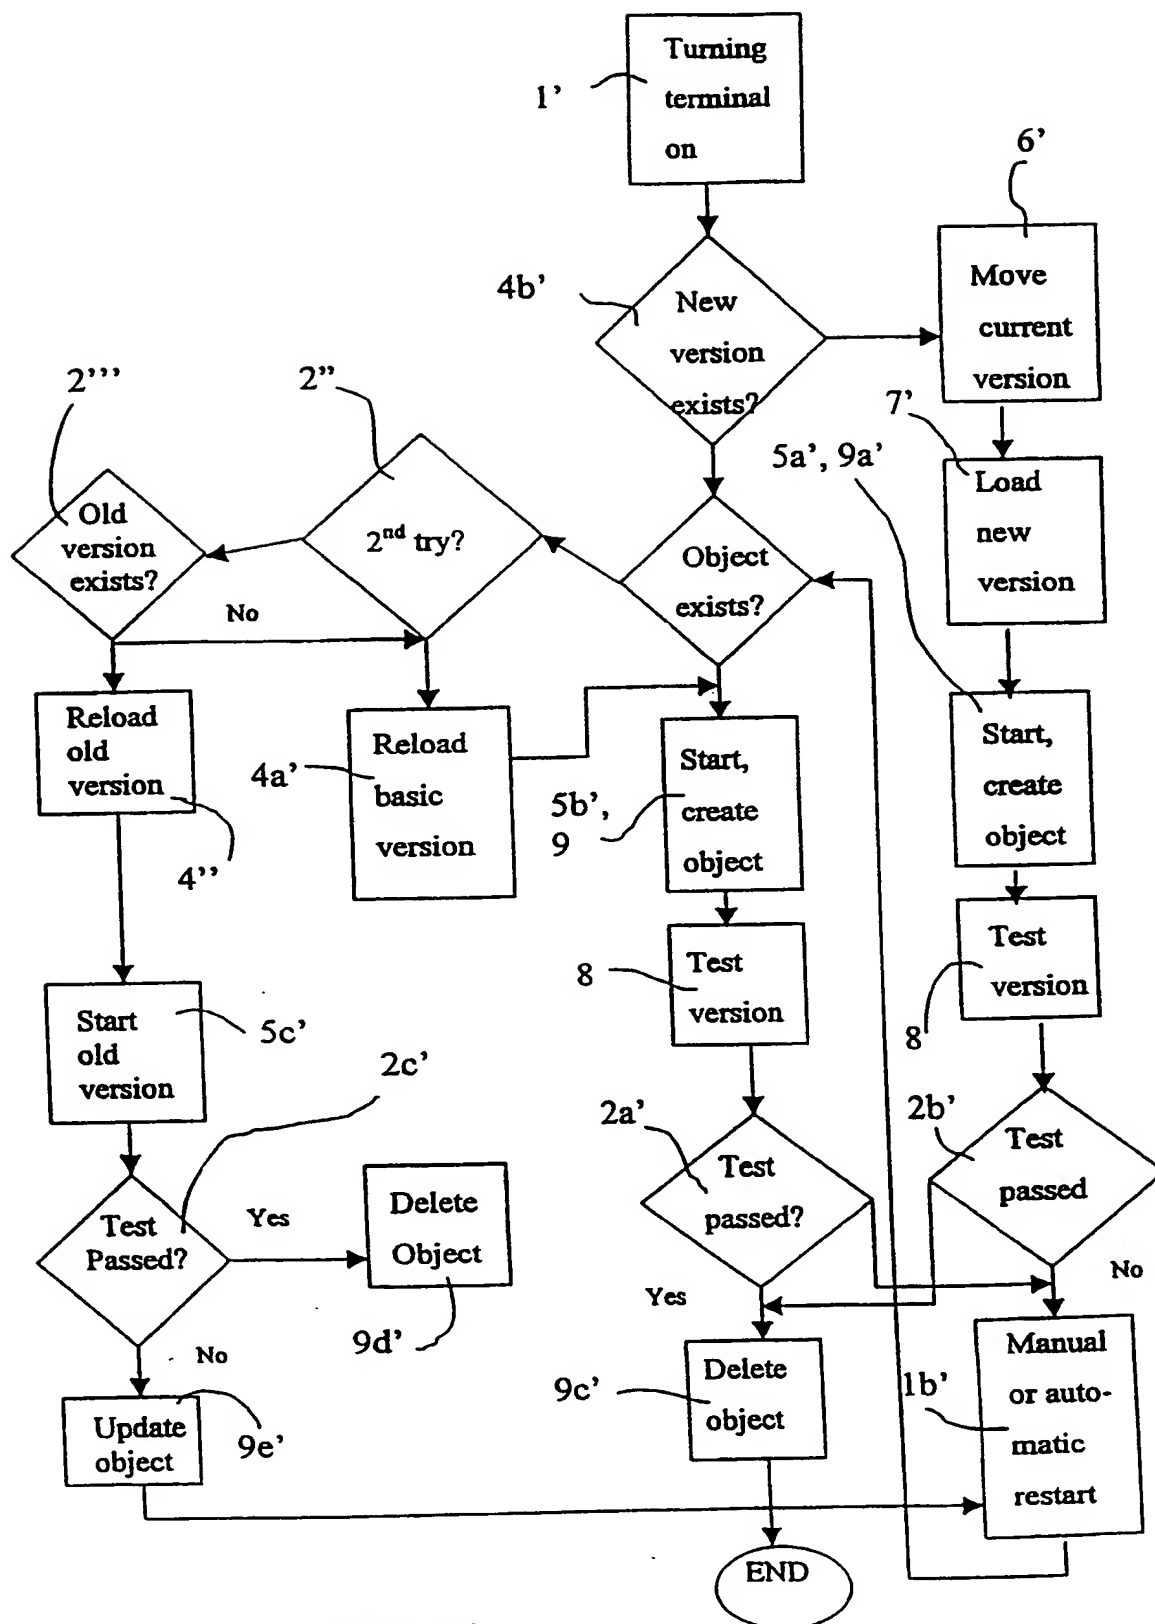 Turning
terminal
on
1’
6’
4b’
New
version
exists?
Move
current
version
2’’’
2”
7’
5a’, 9a’
Load
new
version
Old
version
exists?
2nd try?
Object
exists?
No
Reload
old
version
4’’
Reload
basic
version
4a’
Start,
create
object
5b’,
9
Start,
create
object
Test
version
8
Test
version
8
Start
old
version
5c’
2c’
2a’
2b’
Test
passed?
Test
passed
Test
Passed?
Yes
Delete
Object
9d’
Yes
No
No
Delete
object
9c’
Manual
or auto-
matic
restart
1b’
Update
object
9e’
END